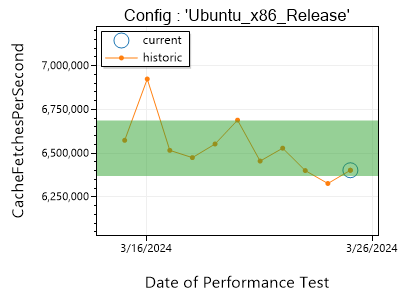 Config : 'Ubuntu_x86_Release'
current
historic
CacheFetchesPerSecond
7,000,000
6,750,000
6,500,000
6,250,000
3/16/2024
3/26/2024
Date of Performance Test